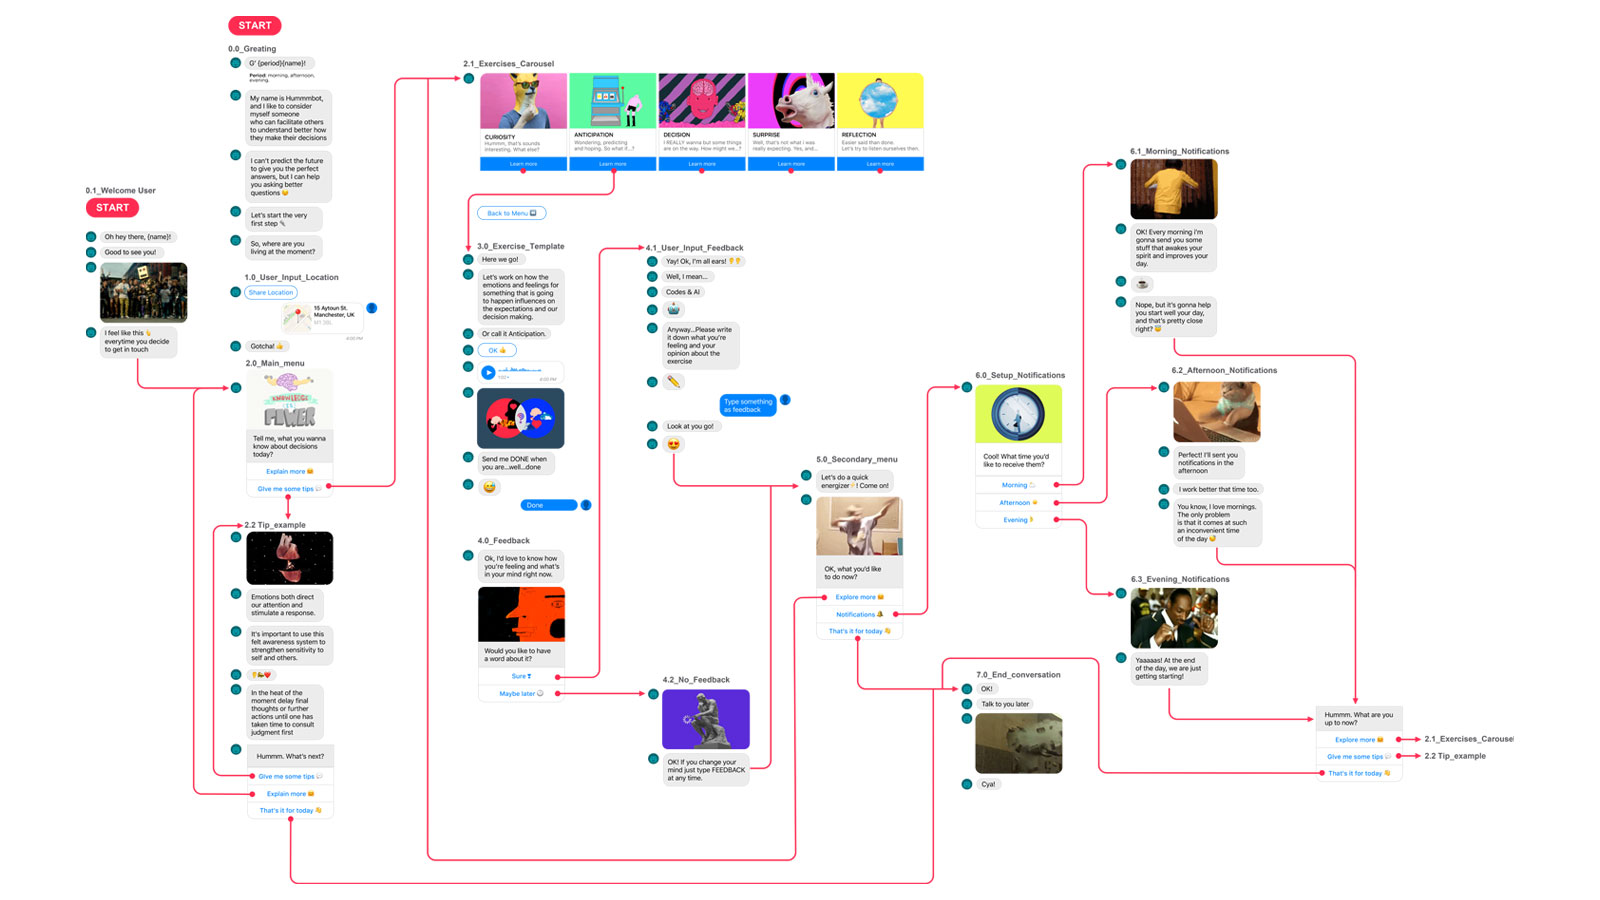 START
0.0_Greating
G' {period}{name}!
Period: morning, afternoon,
evening.
My name is Hummmbot,
and I like to consider
myself someone
who can facilitate others
to understand better how
they make their decisions
I can't predict the future
to give you the perfect
answers, but I can help
you asking better
questions 😉
Let's start the very
first step
So, where are you
living at the moment?
0.1_Welcome User
START
Oh hey there, {name}!
Good to see you!
I feel like this 👆
everytime you decide
to get in touch
1.0_User_Input_Location
Share Location
15 Aytoun St.
Manchester, UK
4:00 PM
Gotcha! 👍
2.0_Main_menu
KNOWLEDGE
POWER
Tell me, what you wanna
know about decisions
today?
Explain more
Give me some tips
2.2 Tip_example
Emotions both direct
our attention and
stimulate a response.
It's important to use this
felt awareness system to
strengthen sensitivity to
self and others.
In the heat of the
moment delay final
thoughts or further
actions until one has
taken time to consult
judgment first
Hummm. What's next?
Give me some tips
Explain more
That's it for today 👋
2.1_Exercises_Carousel
CURIOSITY
Hummm, that's sounds
interesting. What else?
Learn more
ANTICIPATION
Wondering, predicting
and hoping. So what if...?
Learn more
DECISION
I REALLY wanna but some things
are on the way. How might we...?
Learn more
SURPRISE
Well, that's not what i was
really expecting. Yes, and...
Learn more
REFLECTION
Easier said than done.
Let's try to listen-ourselves then.
Learn more
Back to Menu
3.0_Exercise_Template
Here we go!
Let's work on how the
emotions and feelings for
something that is going
to happen influences on
the expectations and our
decision making.
Or call it Anticipation.
OK 👍
4:00 PM
Send me DONE when
you are...well...done
😅
Done
4.0_Feedback
Ok, I'd love to know how
you're feeling and what's
in your mind right now.
Would you like to have
a word about it?
Sure
Maybe later
4.1_User_Input_Feedback
Yay! Ok, I'm all ears! 👂👂
Well, I mean...
Codes & AI
🤖
Anyway...Please write
it down what you're
feeling and your
opinion about the
exercise
✏️
Type something
as feedback
Look at you go!
😍
4.2_No_Feedback
OK! If you change your
mind just type FEEDBACK
at any time.
5.0_Secondary_menu
Let's do a quick
energizer⚡! Come on!
OK, what you'd like
to do now?
Explore more
Notifications
That's it for today 👋
6.0_Setup_Notifications
Cool! What time you'd
like to receive them?
Morning
Afternoon
Evening
6.1_Morning_Notifications
OK! Every morning i'm
gonna send you some
stuff that awakes your
spirit and improves your
day.
☕
Nope, but it's gonna help
you start well your day,
and that's pretty close
right? 😇
6.2_Afternoon_Notifications
Perfect! I'll sent you
notifications in the
afternoon
I work better that time too.
You know, I love mornings.
The only problem
is that it comes at such
an inconvenient time
of the day
6.3_Evening_Notifications
Yaaaaas! At the end
of the day, we are just
getting starting!
7.0_End_conversation
OK!
Talk to you later
Cya!
Hummm. What are you
up to now?
Explore more
Give me some tips
That's it for today 👋
2.1_Exercises_Carousel
2.2 Tip_example